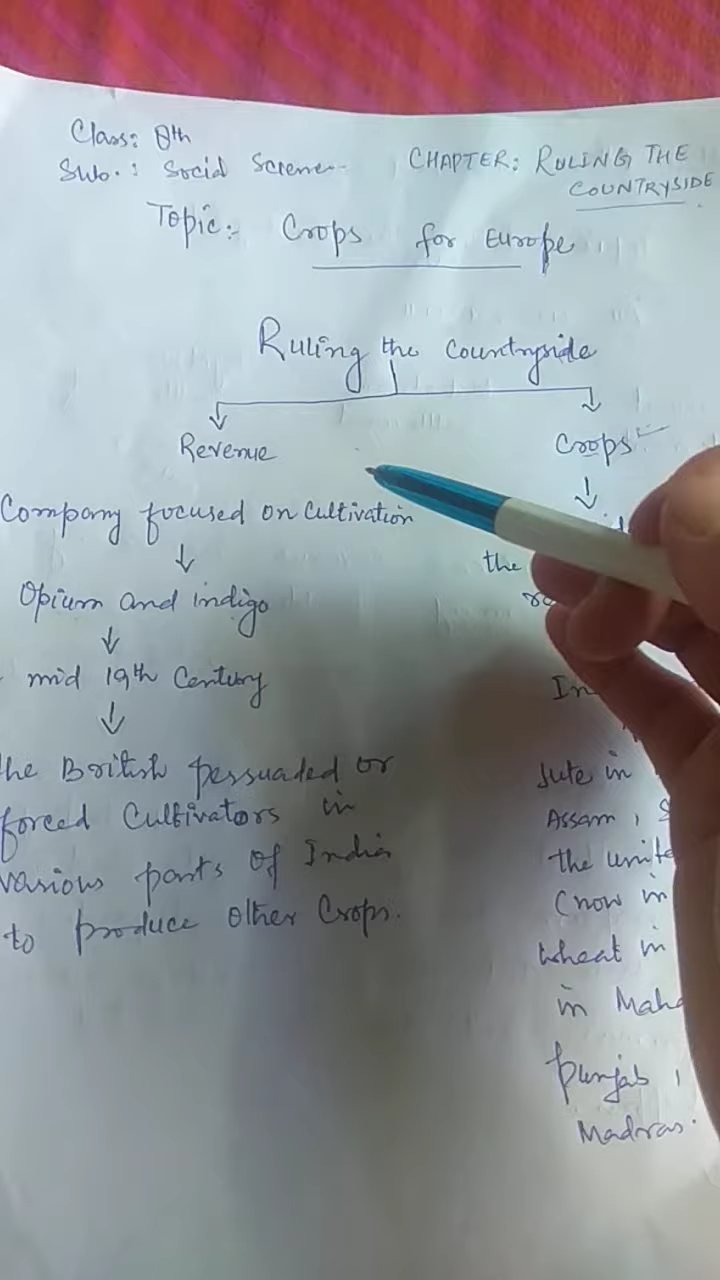 Class: 8th
Sub.: Social Science
CHAPTER: RULING THE
COUNTRYSIDE
Topic: Crops for Europe
Ruling the Countryside
Revenue
Crops
Company focused on Cultivation
the
Opium and indigo
mid 19th Century
In
the British persuaded or
forced Cultivators in
various parts of India
to produce other Crops.
Jute in
Assam,
the unite
(now in
wheat in
in Maha
Punjab,
Madras.